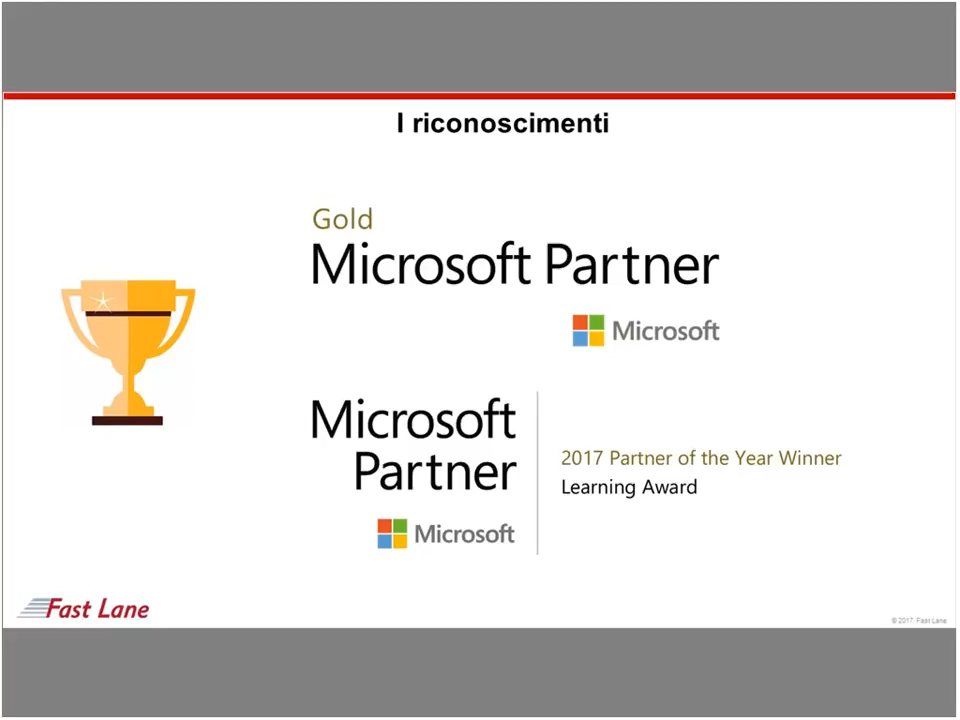 I riconoscimenti
Gold
Microsoft Partner
Microsoft
Microsoft
Partner
Microsoft
2017 Partner of the Year Winner
Learning Award
Fast Lane
© 2017 Fast Lane